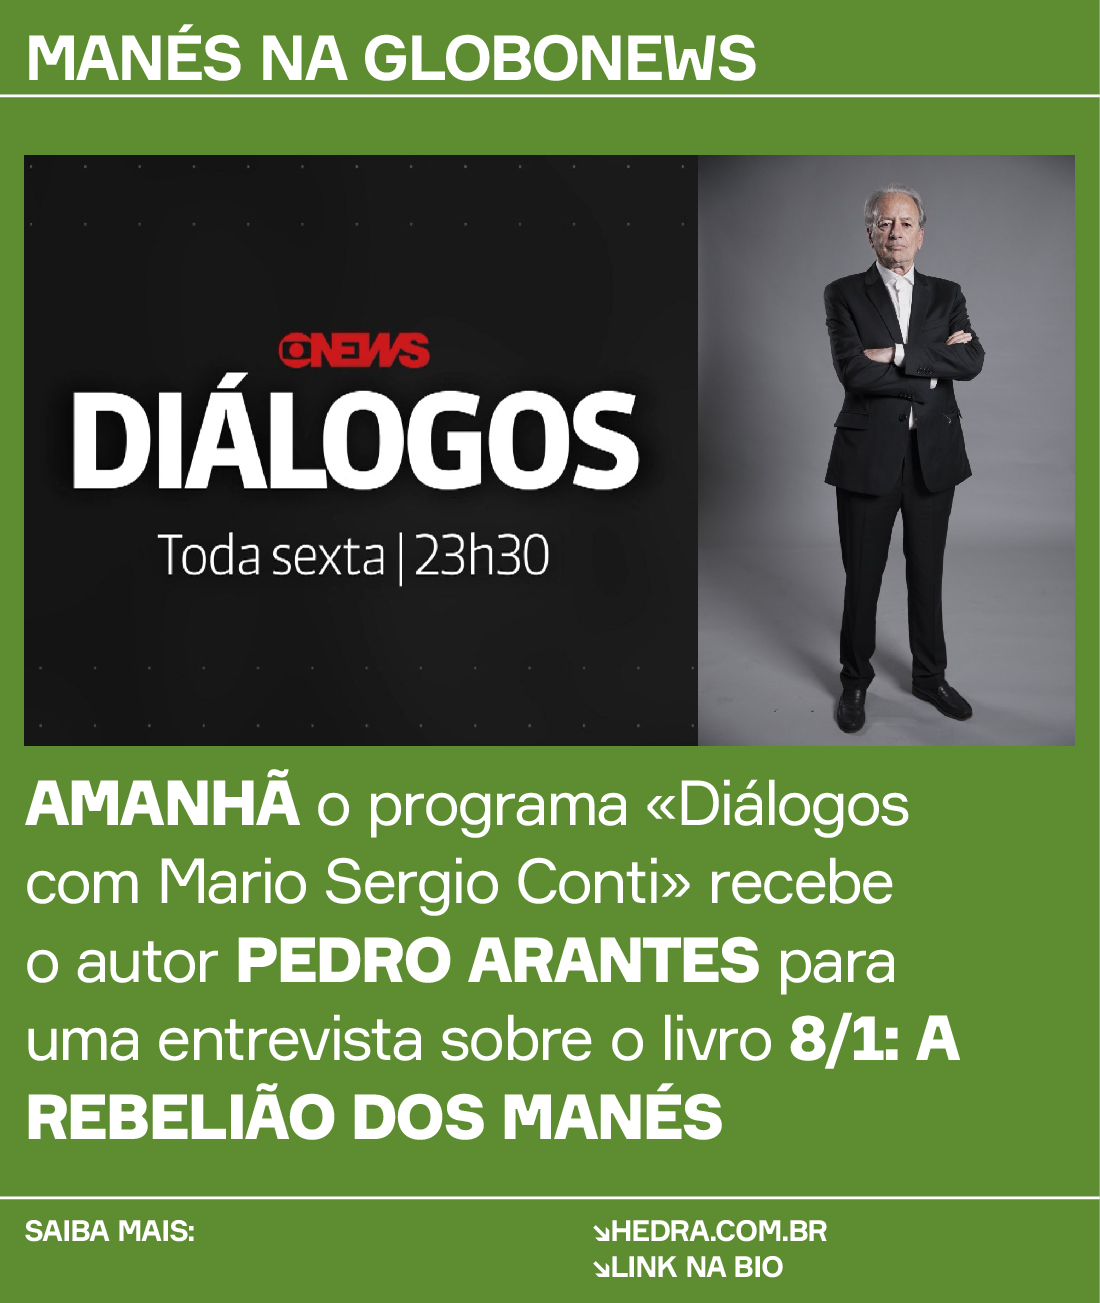 MANÉS NA GLOBONEWS
NEWS
DIÁLOGOS
Toda sexta | 23h30
AMANHÃ o programa «Diálogos
com Mario Sergio Conti» recebe
o autor PEDRO ARANTES para
uma entrevista sobre o livro 8/1: A
REBELIÃO DOS MANÉS
SAIBA MAIS:
↘HEDRA.COM.BR
↘LINK NA BIO